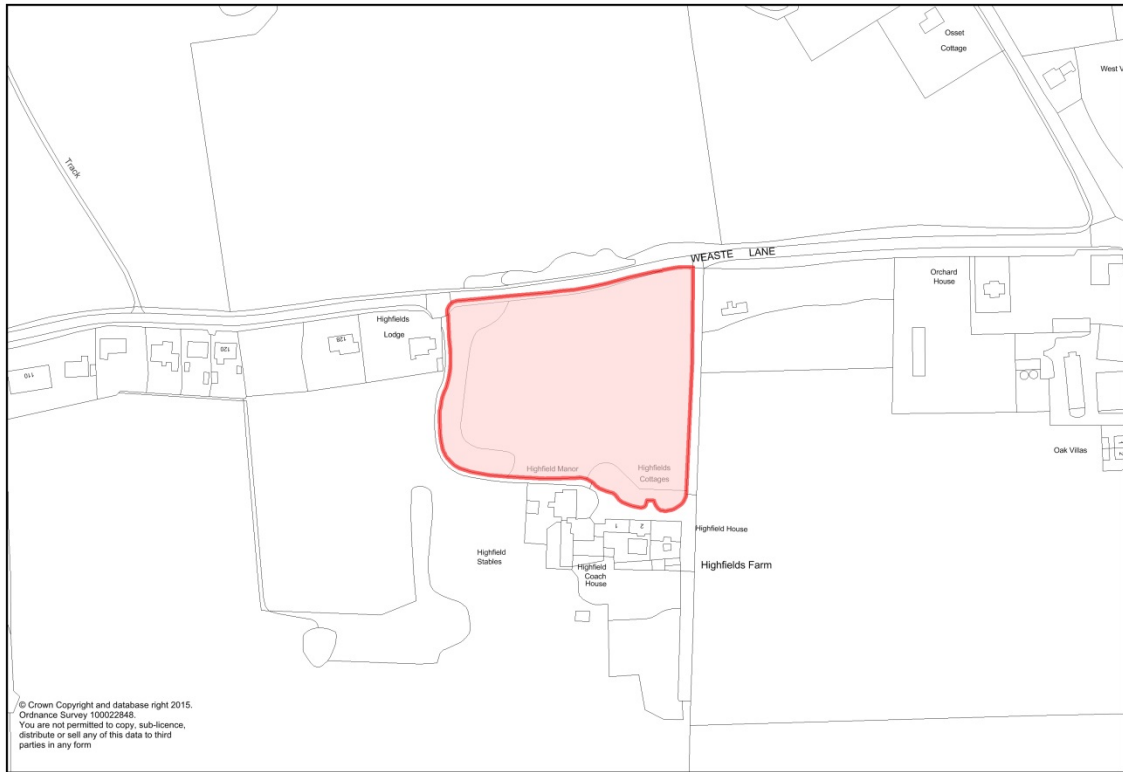 Osset
Cottage
West V
Track
WEASTE LANE
Orchard
House
Highfields
Lodge
110
120
128
Oak Villas
Highfield Manor
Highfields
Cottages
1
2
Highfield House
Highfield
Stables
Highfield
Coach
House
Highfields Farm
© Crown Copyright and database right 2015.
Ordnance Survey 100022848.
You are not permitted to copy, sub-licence,
distribute or sell any of this data to third
parties in any form